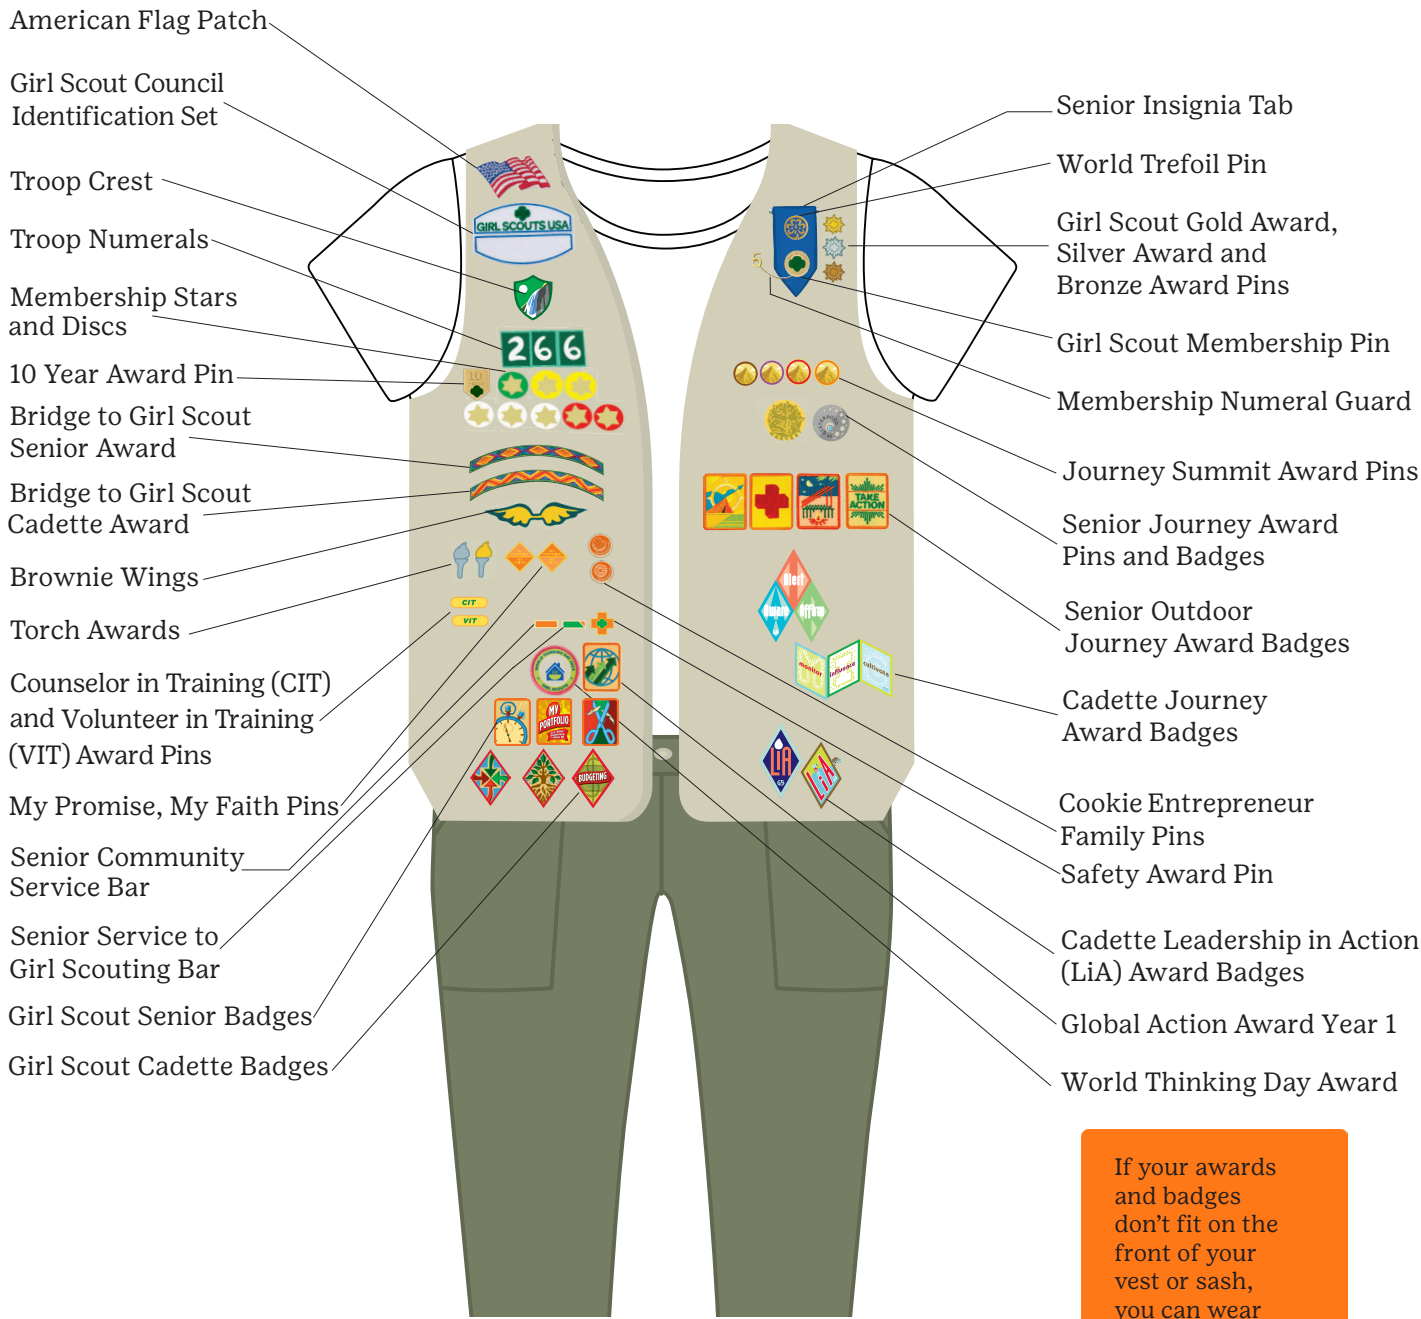 American Flag Patch
Girl Scout Council
Identification Set
Troop Crest
Troop Numerals
Membership Stars
and Discs
10 Year Award Pin
Bridge to Girl Scout
Senior Award
Bridge to Girl Scout
Cadette Award
Brownie Wings
Torch Awards
Counselor in Training (CIT)
and Volunteer in Training
(VIT) Award Pins
My Promise, My Faith Pins
Senior Community
Service Bar
Senior Service to
Girl Scouting Bar
Girl Scout Senior Badges
Girl Scout Cadette Badges
GIRL SCOUTS USA
266
10
CIT
VIT
MY
PORTFOLIO
BUDGETING
5
TAKE
ACTION
Alert
mentor
influence
cultivate
LiA
GS
LiA
Senior Insignia Tab
World Trefoil Pin
Girl Scout Gold Award,
Silver Award and
Bronze Award Pins
Girl Scout Membership Pin
Membership Numeral Guard
Journey Summit Award Pins
Senior Journey Award
Pins and Badges
Senior Outdoor
Journey Award Badges
Cadette Journey
Award Badges
Cookie Entrepreneur
Family Pins
Safety Award Pin
Cadette Leadership in Action
(LiA) Award Badges
Global Action Award Year 1
World Thinking Day Award
If your awards
and badges
don't fit on the
front of your
vest or sash,
you can wear